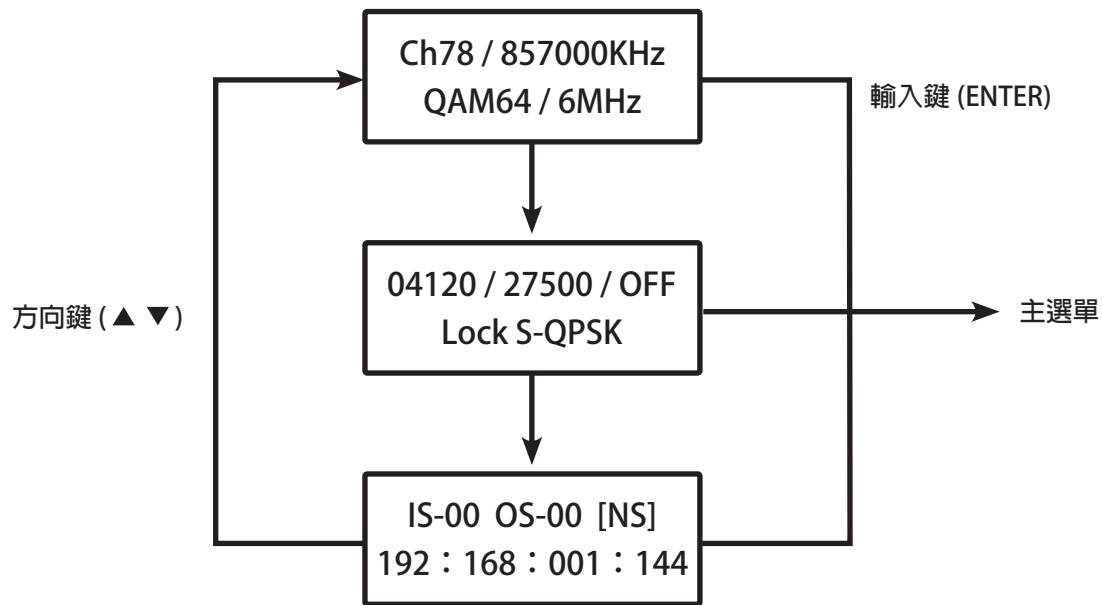 Ch78 / 857000KHz
QAM64 / 6MHz
輸入鍵 (ENTER)
04120 / 27500 / OFF
Lock S-QPSK
方向鍵 ( ▲ ▼ )
主選單
IS-00 OS-00 [NS]
192：168：001：144